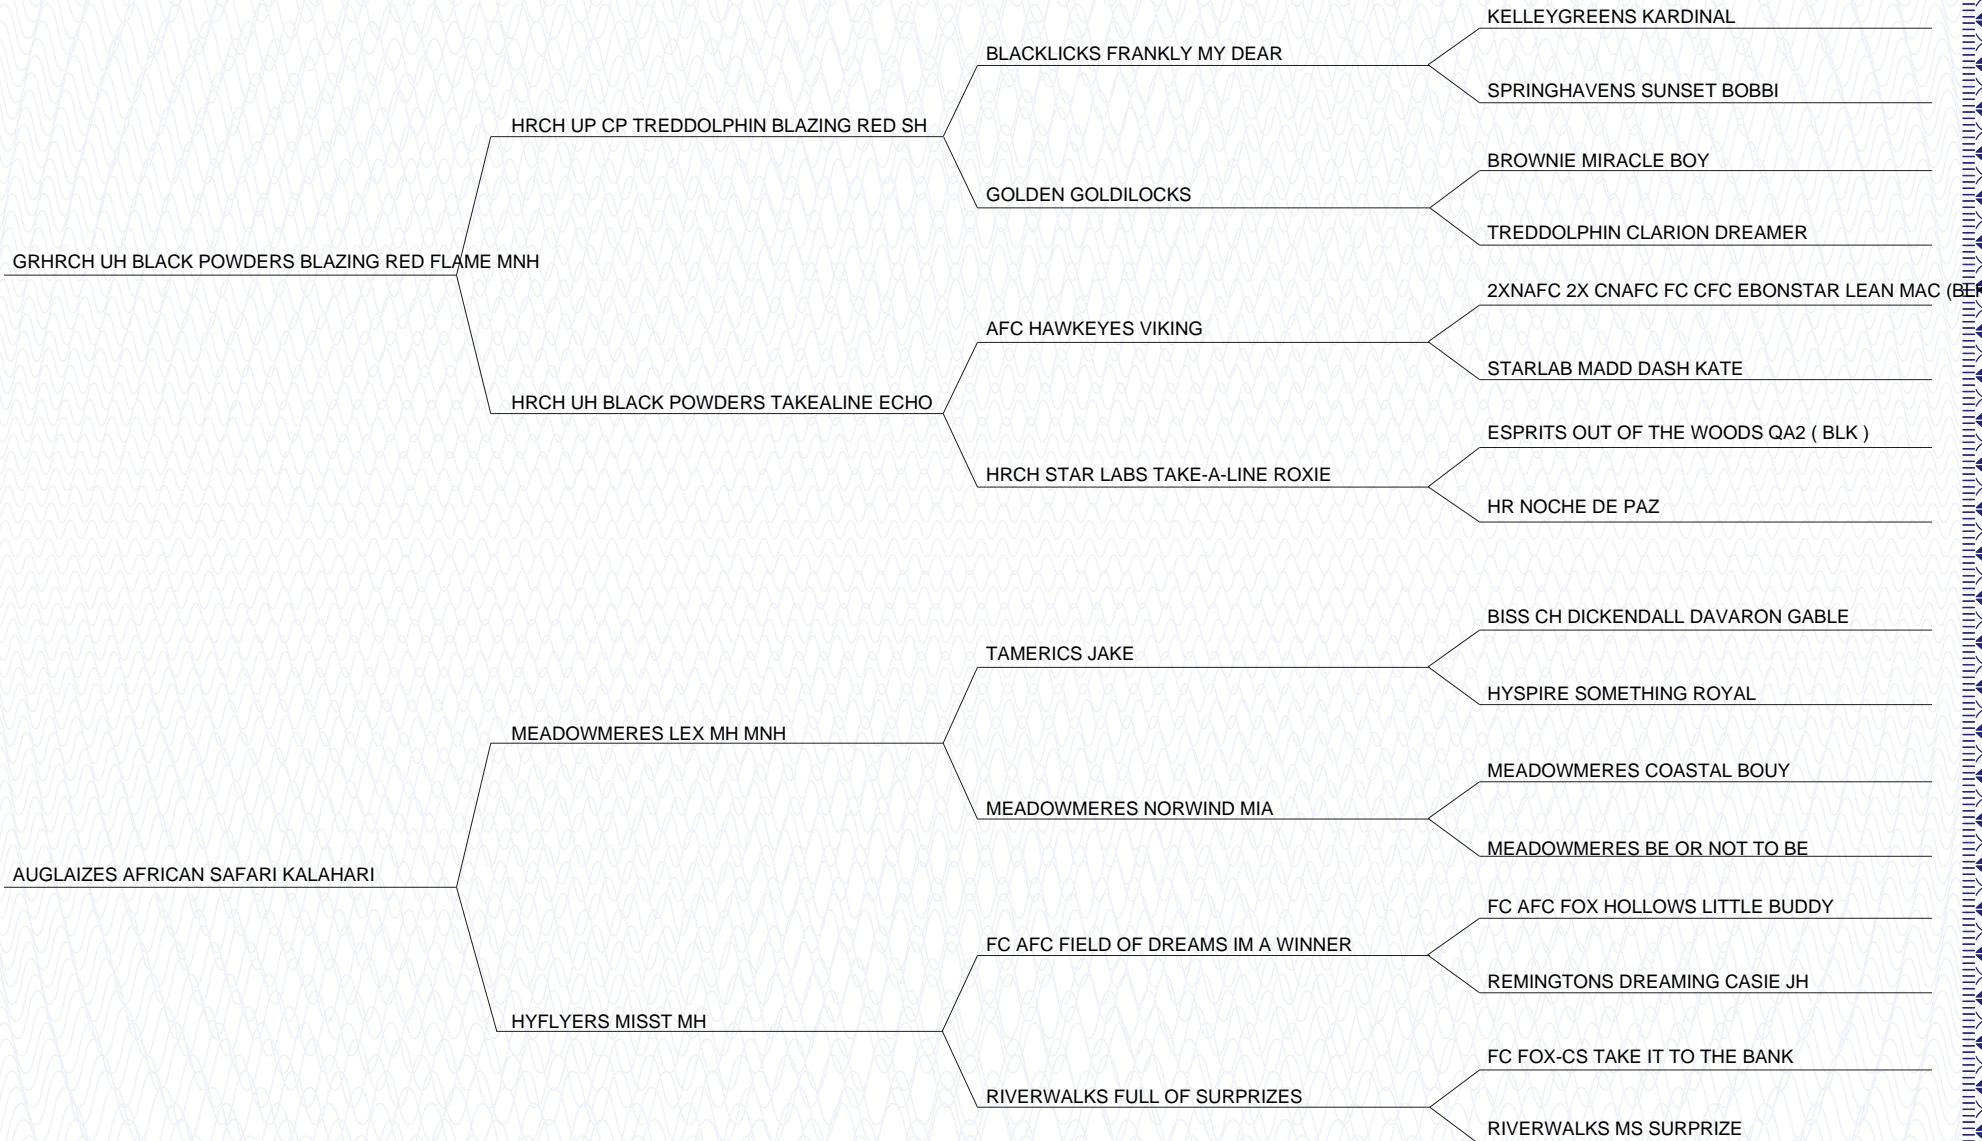 KELLEYGREENS KARDINAL
BLACKLICKS FRANKLY MY DEAR
SPRINGHAVENS SUNSET BOBBI
HRCH UP CP TREDDOLPHIN BLAZING RED SH
BROWNIE MIRACLE BOY
GOLDEN GOLDILOCKS
TREDDOLPHIN CLARION DREAMER
GRHRCH UH BLACK POWDERS BLAZING RED FLAME MNH
2XNAFC 2X CNAFC FC CFC EBONSTAR LEAN MAC
AFC HAWKEYES VIKING
STARLAB MADD DASH KATE
HRCH UH BLACK POWDERS TAKEALINE ECHO
ESPRITS OUT OF THE WOODS QA2 ( BLK )
HRCH STAR LABS TAKE-A-LINE ROXIE
HR NOCHE DE PAZ
BISS CH DICKENDALL DAVARON GABLE
TAMERICS JAKE
HYSPIRE SOMETHING ROYAL
MEADOWMERES LEX MH MNH
MEADOWMERES COASTAL BOUY
MEADOWMERES NORWIND MIA
MEADOWMERES BE OR NOT TO BE
AUGLAIZES AFRICAN SAFARI KALAHARI
FC AFC FOX HOLLOWS LITTLE BUDDY
FC AFC FIELD OF DREAMS IM A WINNER
REMINGTONS DREAMING CASIE JH
HYFLYERS MISST MH
FC FOX-CS TAKE IT TO THE BANK
RIVERWALKS FULL OF SURPRIZES
RIVERWALKS MS SURPRIZE